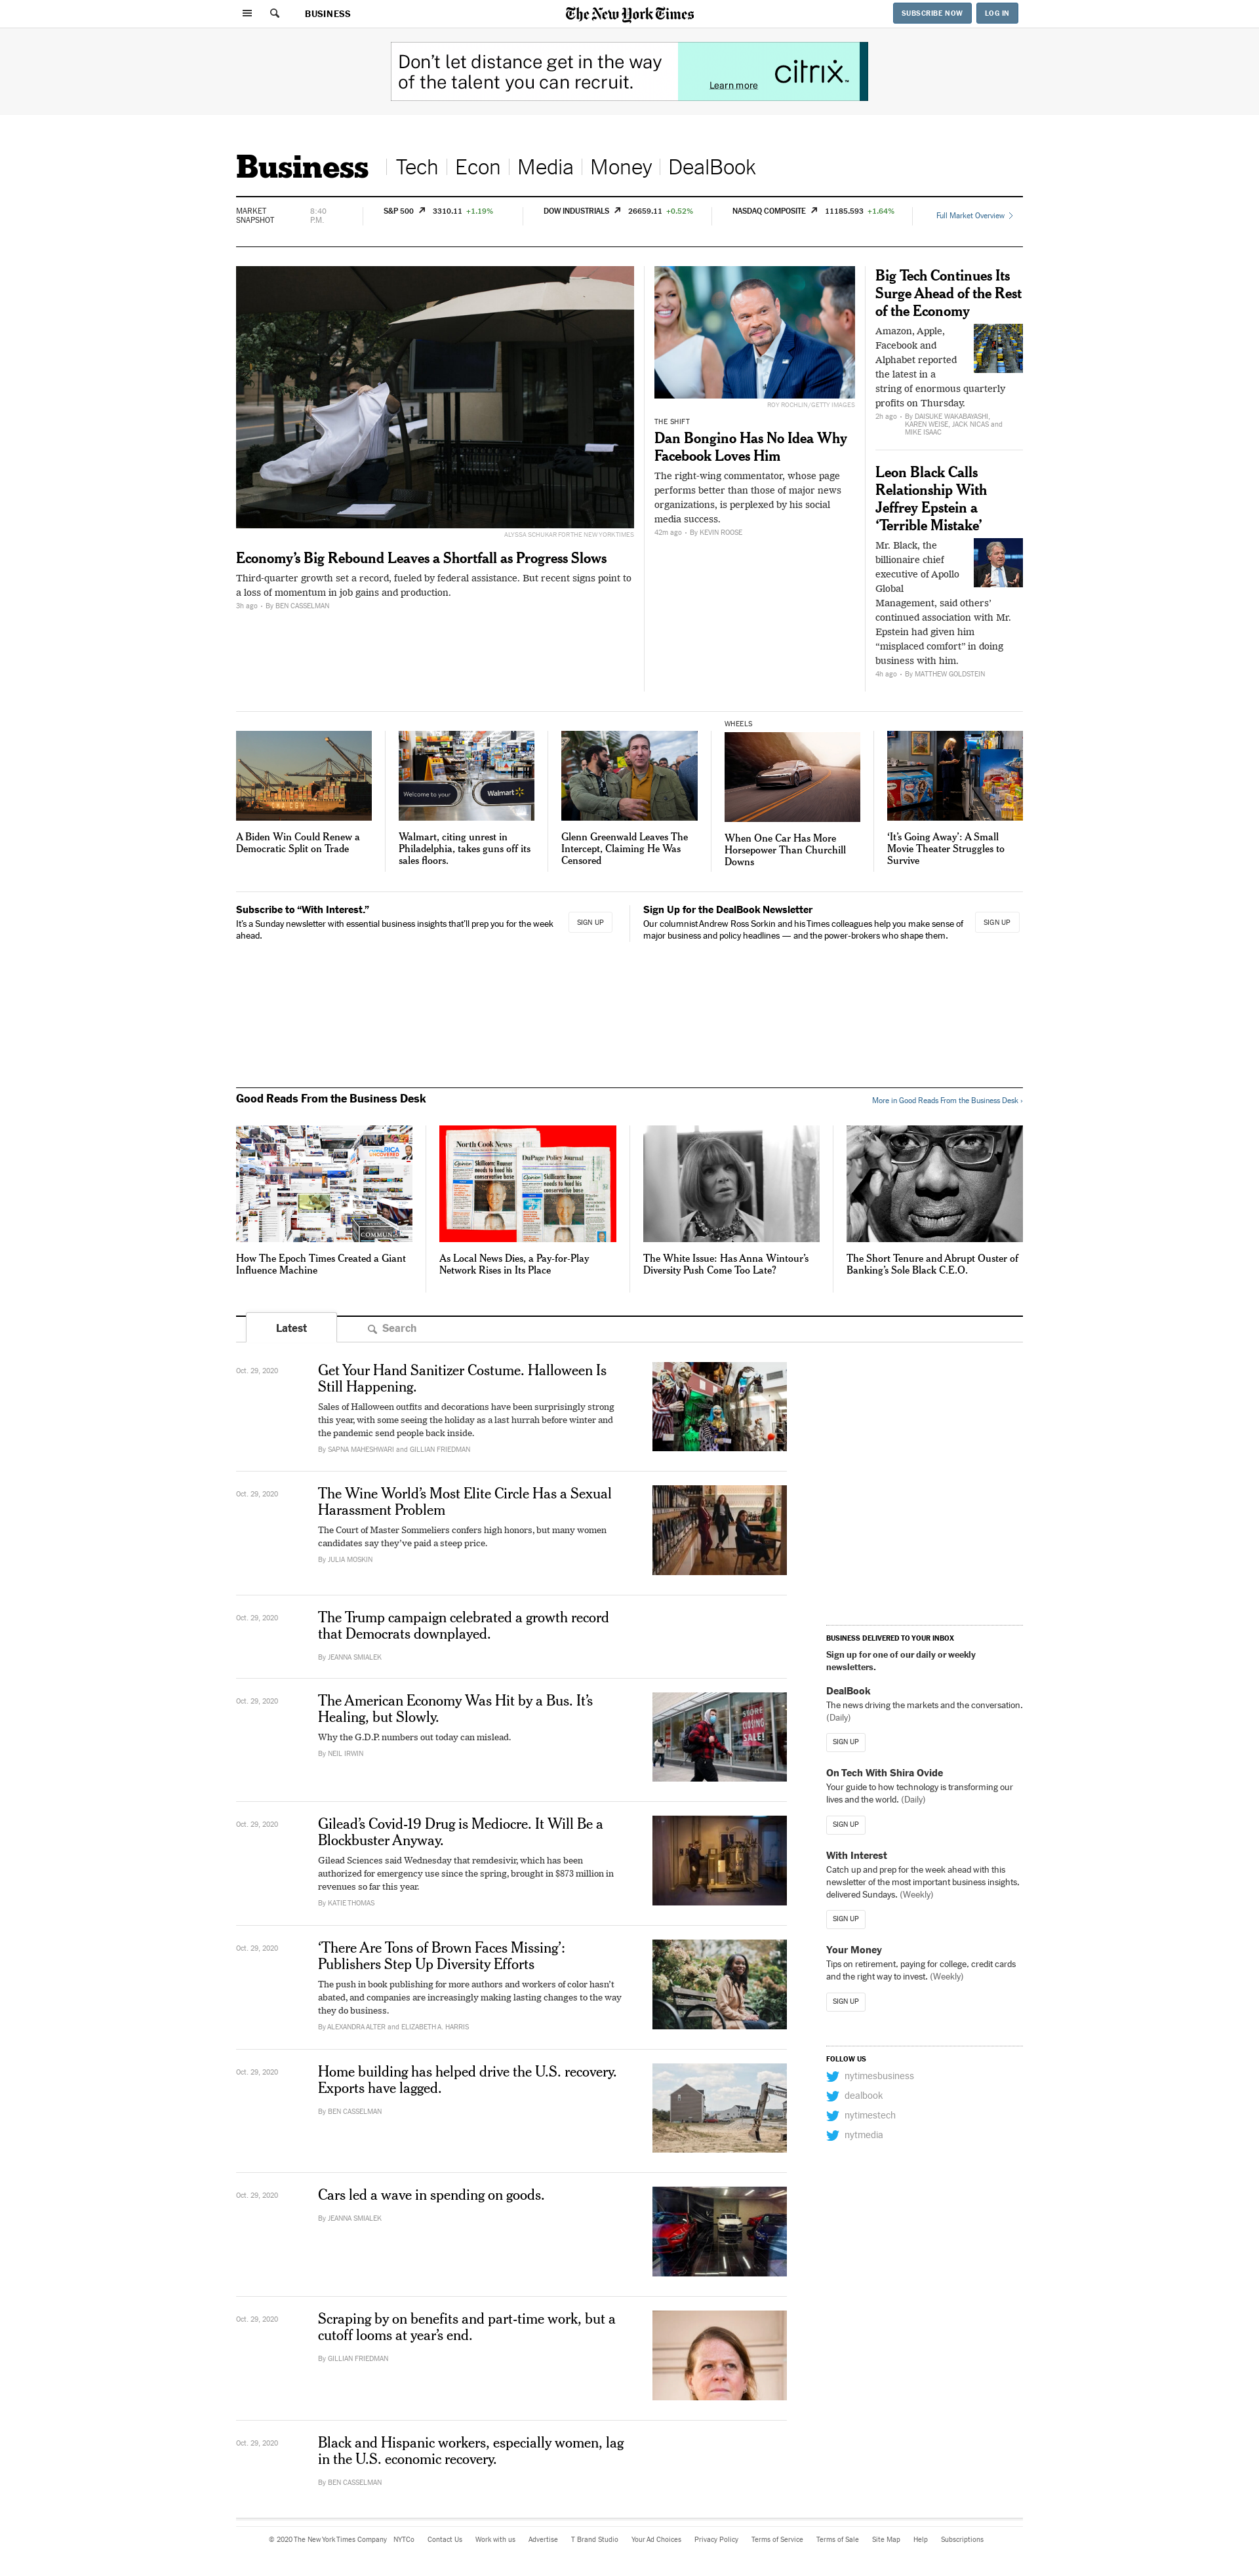 BUSINESS
The New York Times
SUBSCRIBE NOW
LOG IN
Don't let distance get in the way
of the talent you can recruit.
Learn more
citrix
Business
Tech
Econ
Media
Money
DealBook
MARKET
SNAPSHOT
8:40
P.M.
S&P 500 3310.11 +1.19%
DOW INDUSTRIALS 26659.11 +0.52%
NASDAQ COMPOSITE 11185.593 +1.64%
Full Market Overview
ALYSSA SCHUKAR FOR THE NEW YORK TIMES
Economy's Big Rebound Leaves a Shortfall as Progress Slows
Third-quarter growth set a record, fueled by federal assistance. But recent signs point to
a loss of momentum in job gains and production.
3h ago • By BEN CASSELMAN
ROY ROCHLIN/GETTY IMAGES
THE SHIFT
Dan Bongino Has No Idea Why
Facebook Loves Him
The right-wing commentator, whose page
performs better than those of major news
organizations, is perplexed by his social
media success.
42m ago • By KEVIN ROOSE
Big Tech Continues Its
Surge Ahead of the Rest
of the Economy
Amazon, Apple,
Facebook and
Alphabet reported
the latest in a
string of enormous quarterly
profits on Thursday.
2h ago • By DAISUKE WAKABAYASHI,
KAREN WEISE, JACK NICAS and
MIKE ISAAC
Leon Black Calls
Relationship With
Jeffrey Epstein a
‘Terrible Mistake’
Mr. Black, the
billionaire chief
executive of Apollo
Global
Management, said others’
continued association with Mr.
Epstein had given him
“misplaced comfort” in doing
business with him.
4h ago • By MATTHEW GOLDSTEIN
A Biden Win Could Renew a
Democratic Split on Trade
Welcome to your
Walmart
Walmart, citing unrest in
Philadelphia, takes guns off its
sales floors.
Glenn Greenwald Leaves The
Intercept, Claiming He Was
Censored
WHEELS
When One Car Has More
Horsepower Than Churchill
Downs
‘It’s Going Away’: A Small
Movie Theater Struggles to
Survive
Subscribe to “With Interest.”
It’s a Sunday newsletter with essential business insights that’ll prep you for the week
ahead.
SIGN UP
Sign Up for the DealBook Newsletter
Our columnist Andrew Ross Sorkin and his Times colleagues help you make sense of
major business and policy headlines — and the power-brokers who shape them.
SIGN UP
Good Reads From the Business Desk
More in Good Reads From the Business Desk ›
How The Epoch Times Created a Giant
Influence Machine
North Cook News
DuPage Policy Journal
As Local News Dies, a Pay-for-Play
Network Rises in Its Place
The White Issue: Has Anna Wintour’s
Diversity Push Come Too Late?
The Short Tenure and Abrupt Ouster of
Banking’s Sole Black C.E.O.
Latest
Search
Oct. 29, 2020
Get Your Hand Sanitizer Costume. Halloween Is
Still Happening.
Sales of Halloween outfits and decorations have been surprisingly strong
this year, with some seeing the holiday as a last hurrah before winter and
the pandemic send people back inside.
By SAPNA MAHESHWARI and GILLIAN FRIEDMAN
Oct. 29, 2020
The Wine World’s Most Elite Circle Has a Sexual
Harassment Problem
The Court of Master Sommeliers confers high honors, but many women
candidates say they’ve paid a steep price.
By JULIA MOSKIN
Oct. 29, 2020
The Trump campaign celebrated a growth record
that Democrats downplayed.
By JEANNA SMIALEK
Oct. 29, 2020
The American Economy Was Hit by a Bus. It’s
Healing, but Slowly.
Why the G.D.P. numbers out today can mislead.
By NEIL IRWIN
STORE
CLOSING
SALE!
Oct. 29, 2020
Gilead’s Covid-19 Drug is Mediocre. It Will Be a
Blockbuster Anyway.
Gilead Sciences said Wednesday that remdesivir, which has been
authorized for emergency use since the spring, brought in $873 million in
revenues so far this year.
By KATIE THOMAS
Oct. 29, 2020
‘There Are Tons of Brown Faces Missing’:
Publishers Step Up Diversity Efforts
The push in book publishing for more authors and workers of color hasn’t
abated, and companies are increasingly making lasting changes to the way
they do business.
By ALEXANDRA ALTER and ELIZABETH A. HARRIS
Oct. 29, 2020
Home building has helped drive the U.S. recovery.
Exports have lagged.
By BEN CASSELMAN
Oct. 29, 2020
Cars led a wave in spending on goods.
By JEANNA SMIALEK
Oct. 29, 2020
Scraping by on benefits and part-time work, but a
cutoff looms at year’s end.
By GILLIAN FRIEDMAN
Oct. 29, 2020
Black and Hispanic workers, especially women, lag
in the U.S. economic recovery.
By BEN CASSELMAN
BUSINESS DELIVERED TO YOUR INBOX
Sign up for one of our daily or weekly
newsletters.
DealBook
The news driving the markets and the conversation.
(Daily)
SIGN UP
On Tech With Shira Ovide
Your guide to how technology is transforming our
lives and the world. (Daily)
SIGN UP
With Interest
Catch up and prep for the week ahead with this
newsletter of the most important business insights,
delivered Sundays. (Weekly)
SIGN UP
Your Money
Tips on retirement, paying for college, credit cards
and the right way to invest. (Weekly)
SIGN UP
FOLLOW US
nytimesbusiness
dealbook
nytimestech
nytmedia
© 2020 The New York Times Company NYTCo Contact Us Work with us Advertise T Brand Studio Your Ad Choices Privacy Policy Terms of Service Terms of Sale Site Map Help Subscriptions